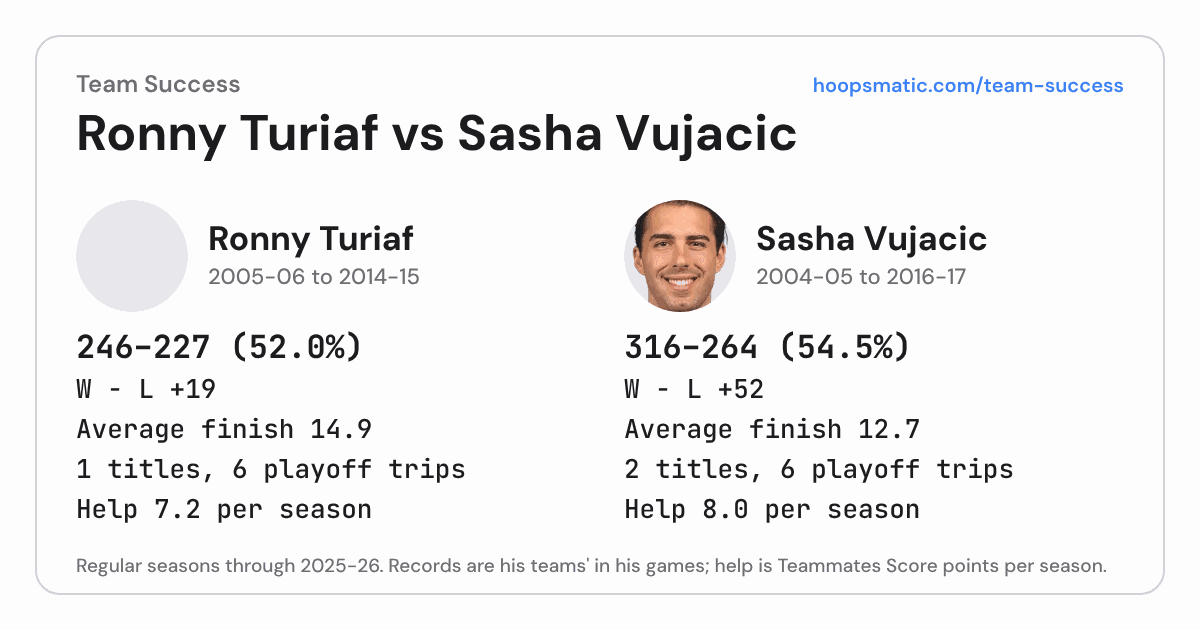 Team Success
hoopsmatic.com/team-success
Ronny Turiaf vs Sasha Vujacic
Ronny Turiaf
2005-06 to 2014-15
246-227 (52.0%)
W - L +19
Average finish 14.9
1 titles, 6 playoff trips
Help 7.2 per season
Sasha Vujacic
2004-05 to 2016-17
316-264 (54.5%)
W - L +52
Average finish 12.7
2 titles, 6 playoff trips
Help 8.0 per season
Regular seasons through 2025-26. Records are his teams' in his games; help is Teammates Score points per season.